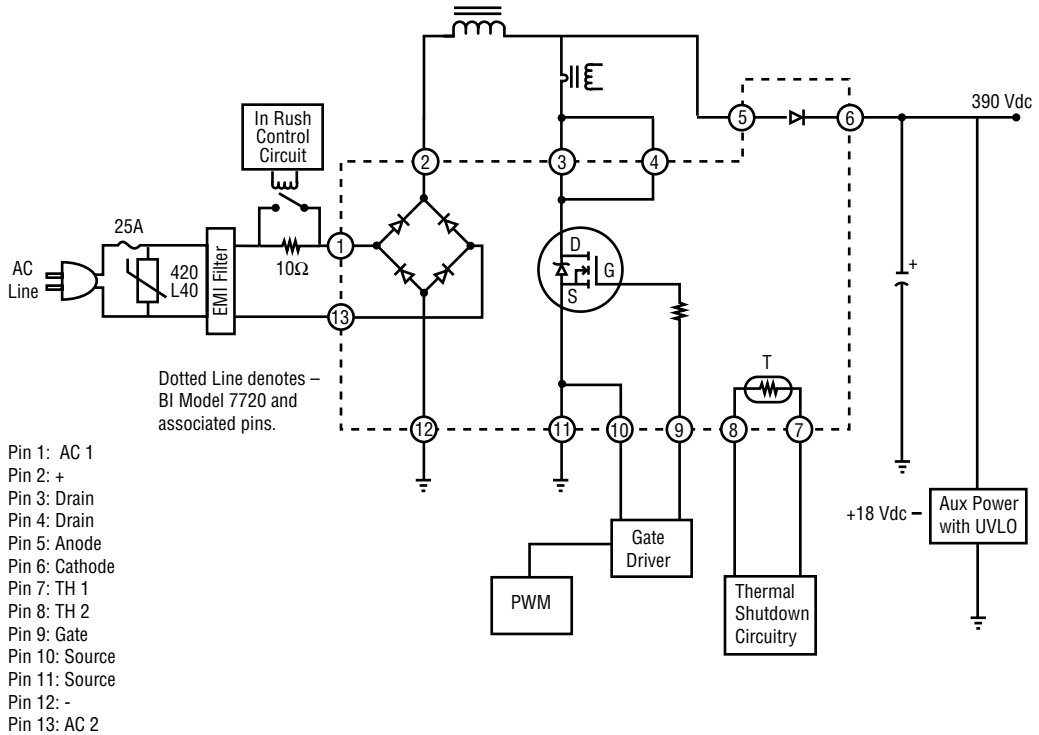 2
3
4
5
6
390 Vdc
In Rush
Control
Circuit
25A
AC
Line
420
L40
EMI Filter
10Ω
1
13
D
G
S
+
T
Dotted Line denotes –
BI Model 7720 and
associated pins.
12
11
10
9
8
7
Pin 1: AC 1
Pin 2: +
Pin 3: Drain
Pin 4: Drain
Pin 5: Anode
Pin 6: Cathode
Pin 7: TH 1
Pin 8: TH 2
Pin 9: Gate
Pin 10: Source
Pin 11: Source
Pin 12: -
Pin 13: AC 2
PWM
Gate
Driver
Thermal
Shutdown
Circuitry
+18 Vdc
Aux Power
with UVLO